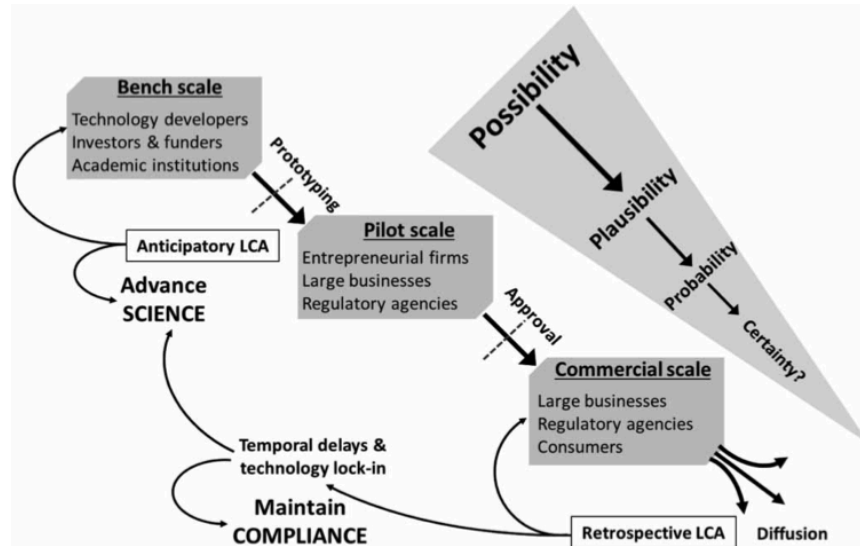 Bench scale
Technology developers
Investors & funders
Academic institutions
Prototyping
Pilot scale
Entrepreneurial firms
Large businesses
Regulatory agencies
Approval
Commercial scale
Large businesses
Regulatory agencies
Consumers
Possibility
Plausibility
Probability
Certainty?
Anticipatory LCA
Advance
SCIENCE
Temporal delays &
technology lock-in
Maintain
COMPLIANCE
Retrospective LCA
Diffusion